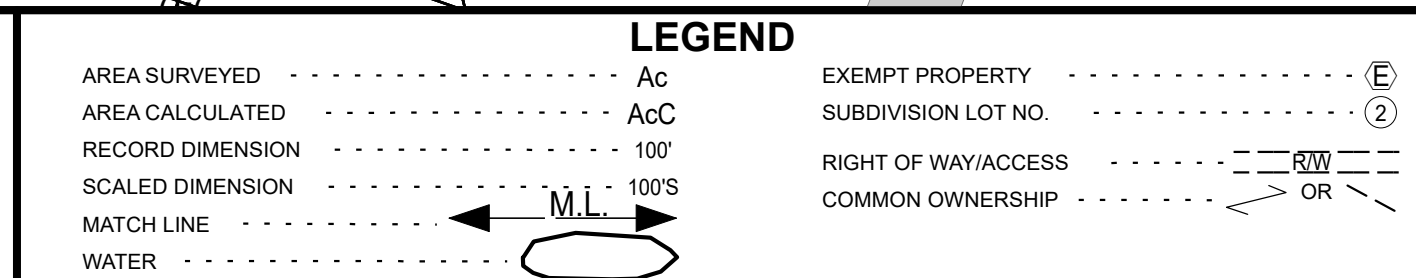 LEGEND
AREA SURVEYED - - - - - - - - - - - - - - - - Ac
AREA CALCULATED - - - - - - - - - - - - - - AcC
RECORD DIMENSION - - - - - - - - - - - - - - 100'
SCALED DIMENSION - - - - - - - - - - - - - - 100'S
MATCH LINE - - - - - - - - - - M.L.
WATER - - - - - - - - - - - - - - - -
EXEMPT PROPERTY - - - - - - - - - - - - - - E
SUBDIVISION LOT NO. - - - - - - - - - - - - - 2
RIGHT OF WAY/ACCESS - - - - - - R/W
COMMON OWNERSHIP - - - - - - - OR